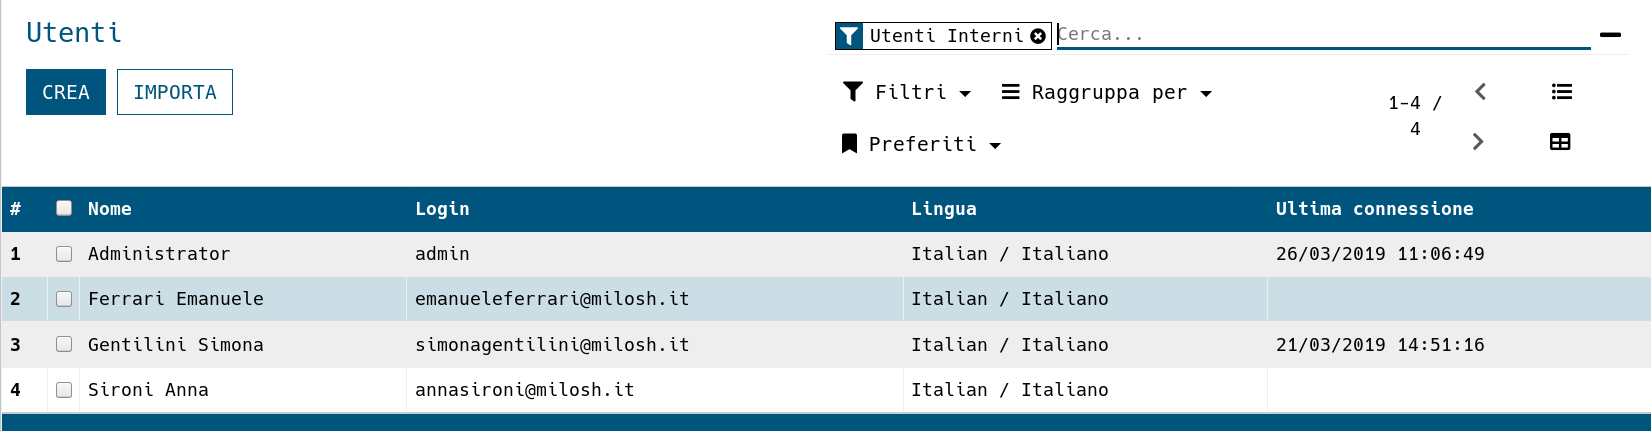 Utenti
Utenti Interni Cerca...
CREA IMPORTA
Filtri Raggruppa per
1-4 / 4
Preferiti
# Nome Login Lingua Ultima connessione
1 Administrator admin Italian / Italiano 26/03/2019 11:06:49
2 Ferrari Emanuele emanueleferrari@milosh.it Italian / Italiano
3 Gentilini Simona simonagentilini@milosh.it Italian / Italiano 21/03/2019 14:51:16
4 Sironi Anna annasironi@milosh.it Italian / Italiano